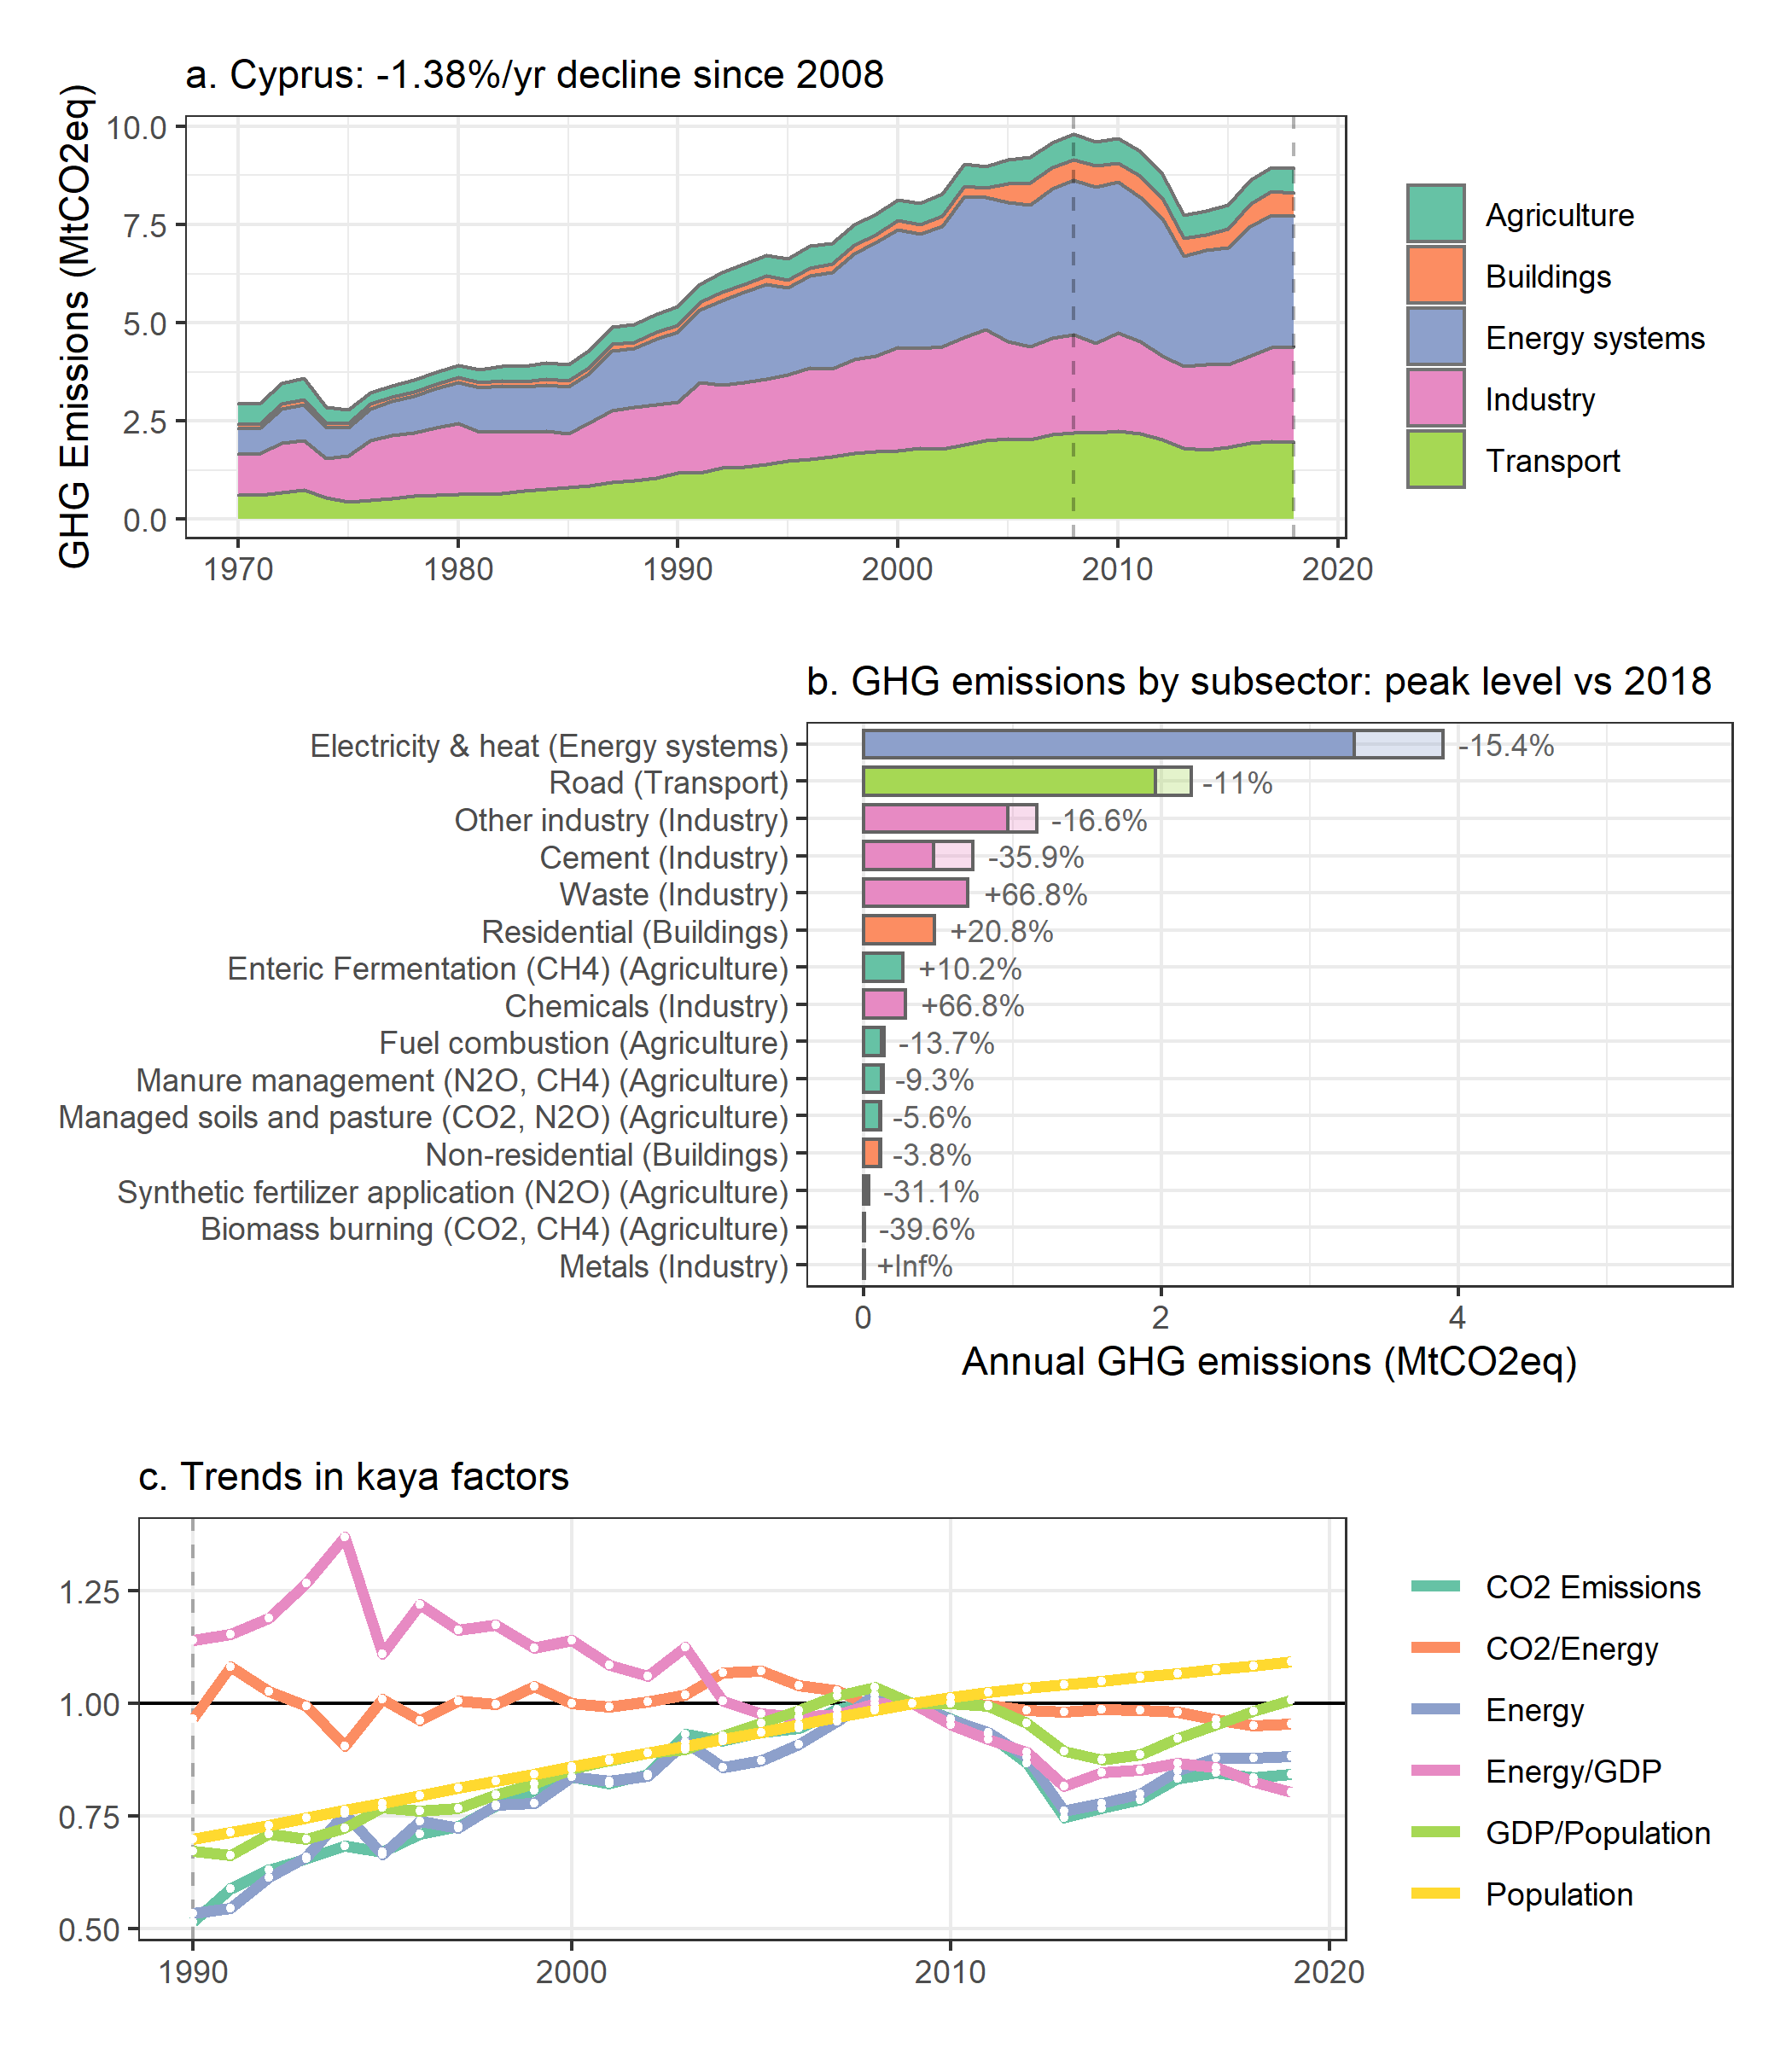 a. Cyprus: -1.38%/yr decline since 2008
GHG Emissions (MtCO2eq)
10.0
7.5
5.0
2.5
0.0
1970 1980 1990 2000 2010 2020
Agriculture
Buildings
Energy systems
Industry
Transport
b. GHG emissions by subsector: peak level vs 2018
Electricity & heat (Energy systems) -15.4%
Road (Transport) -11%
Other industry (Industry) -16.6%
Cement (Industry) -35.9%
Waste (Industry) +66.8%
Residential (Buildings) +20.8%
Enteric Fermentation (CH4) (Agriculture) +10.2%
Chemicals (Industry) +66.8%
Fuel combustion (Agriculture) -13.7%
Manure management (N2O, CH4) (Agriculture) -9.3%
Managed soils and pasture (CO2, N2O) (Agriculture) -5.6%
Non-residential (Buildings) -3.8%
Synthetic fertilizer application (N2O) (Agriculture) -31.1%
Biomass burning (CO2, CH4) (Agriculture) -39.6%
Metals (Industry) +Inf%
0 2 4
Annual GHG emissions (MtCO2eq)
c. Trends in kaya factors
1.25
1.00
0.75
0.50
1990 2000 2010 2020
CO2 Emissions
CO2/Energy
Energy
Energy/GDP
GDP/Population
Population